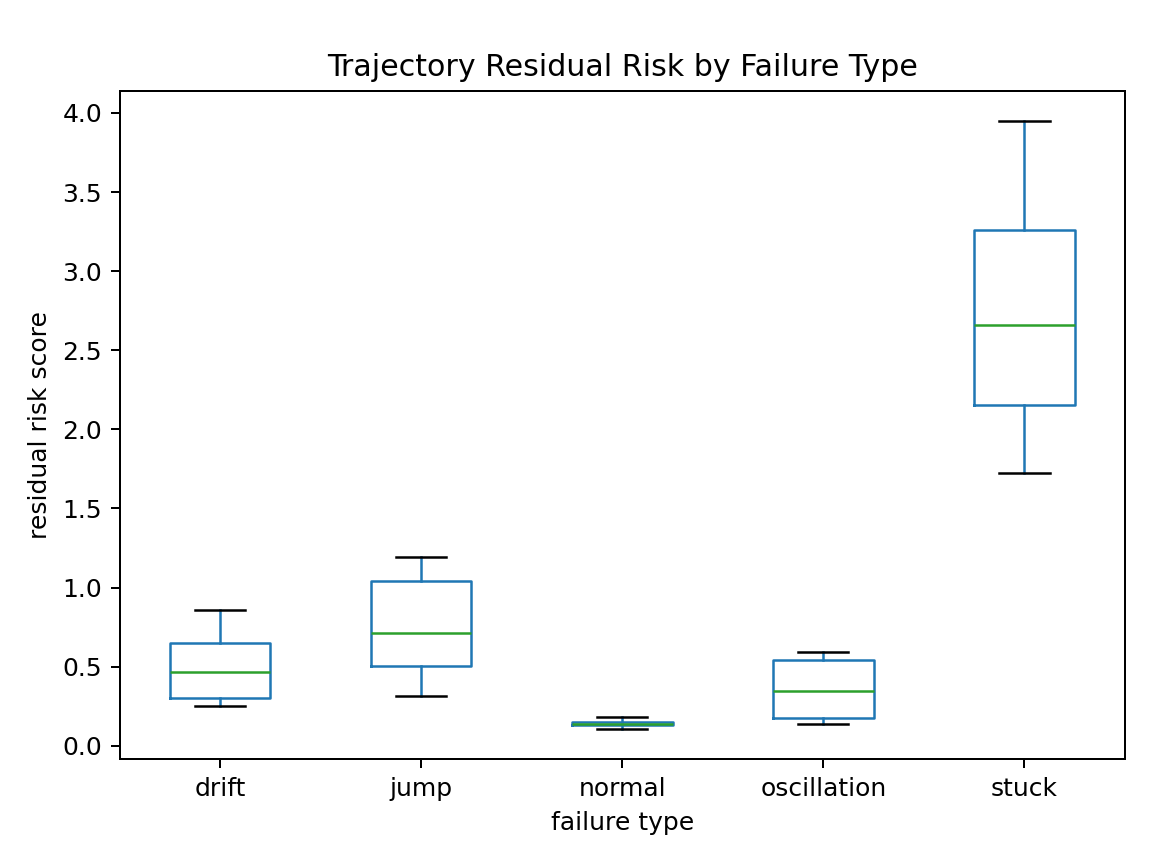 Trajectory Residual Risk by Failure Type
residual risk score
4.0
3.5
3.0
2.5
2.0
1.5
1.0
0.5
0.0
drift jump normal oscillation stuck
failure type